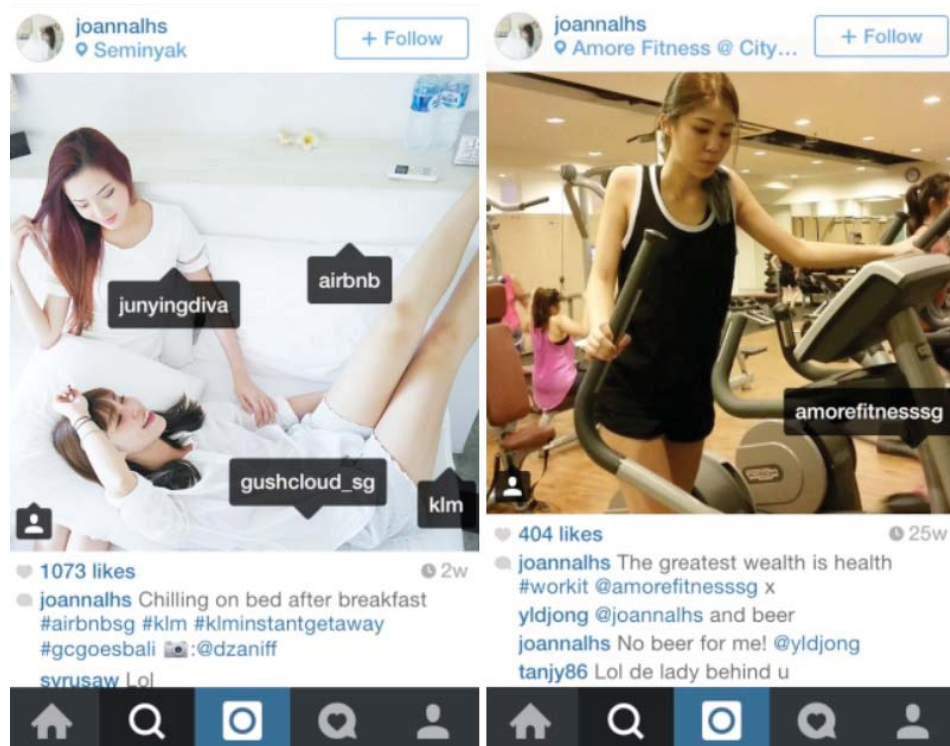 joannalhs
Seminyak
+ Follow
airbnb
junyingdiva
gushcloud_sg
klm
1073 likes
2w
joannalhs Chilling on bed after breakfast
#airbnbsg #klm #klminstantgetaway
#gcgoesbali 📷:@dzaniff
syrusaw Lol
joannalhs
Amore Fitness @ City...
+ Follow
amorefitnesssg
404 likes
25w
joannalhs The greatest wealth is health
#workit @amorefitnesssg x
yldjong @joannalhs and beer
joannalhs No beer for me! @yldjong
tanjy86 Lol de lady behind u